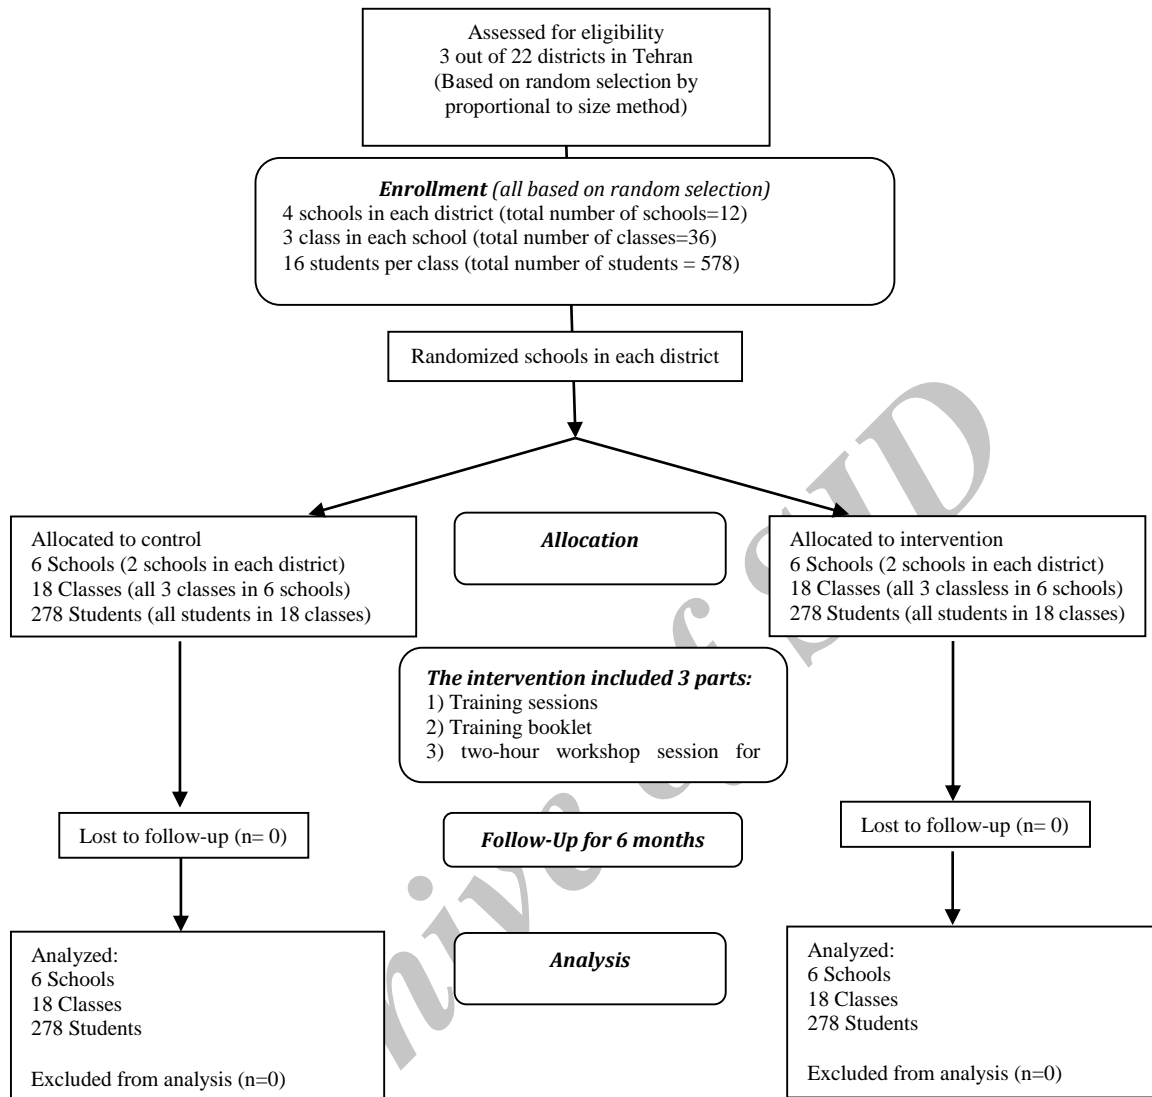 Assessed for eligibility
3 out of 22 districts in Tehran
(Based on random selection by
proportional to size method)
Enrollment (all based on random selection)
4 schools in each district (total number of schools=12)
3 class in each school (total number of classes=36)
16 students per class (total number of students = 578)
Randomized schools in each district
Allocated to control
6 Schools (2 schools in each district)
18 Classes (all 3 classes in 6 schools)
278 Students (all students in 18 classes)
Allocation
Allocated to intervention
6 Schools (2 schools in each district)
18 Classes (all 3 classless in 6 schools)
278 Students (all students in 18 classes)
The intervention included 3 parts:
1) Training sessions
2) Training booklet
3) two-hour workshop session for
Lost to follow-up (n= 0)
Follow-Up for 6 months
Lost to follow-up (n= 0)
Analyzed:
6 Schools
18 Classes
278 Students
Excluded from analysis (n=0)
Analysis
Analyzed:
6 Schools
18 Classes
278 Students
Excluded from analysis (n=0)